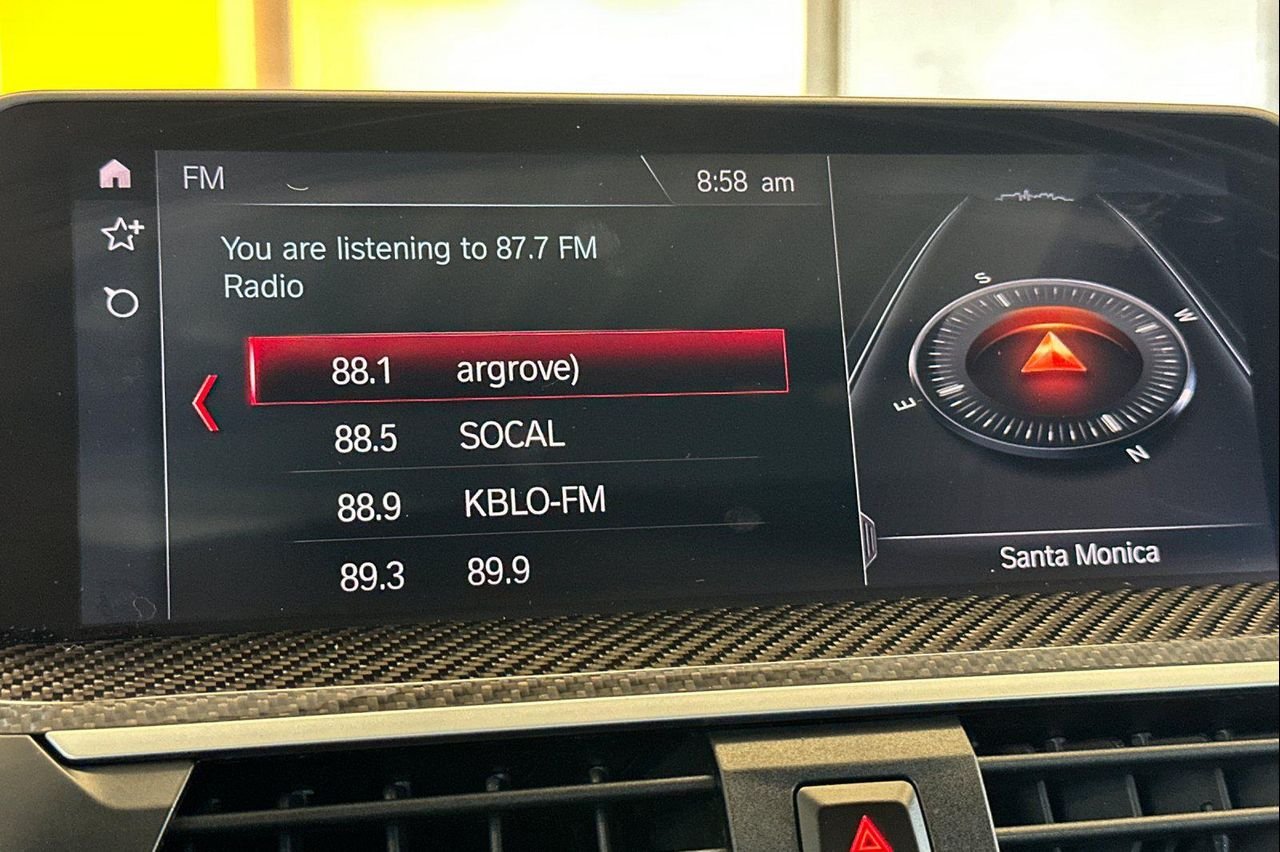 FM
8:58 am
You are listening to 87.7 FM
Radio
88.1 argrove)
88.5 SOCAL
88.9 KBLO-FM
89.3 89.9
S
W
E
N
Santa Monica